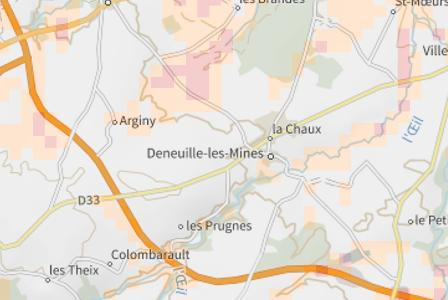 les Brandes
St-Mœurs
Ville
l'Œil
Arginy
la Chaux
Deneuille-les-Mines
D33
les Prugnes
le Pet
Colombarault
les Theix
l'Œil